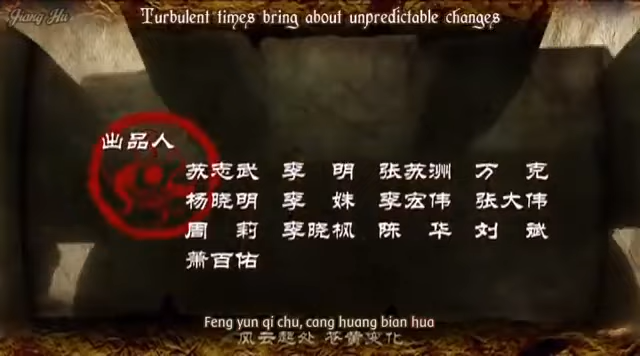 Jiang Hu
Turbulent times bring about unpredictable changes
出品人
苏志武 李 明 张苏洲 万 克
杨晓明 李 姝 李宏伟 张大伟
周 莉 李晓枫 陈 华 刘 斌
萧百佑
Feng yun qi chu, cang huang bian hua
风云起处 苍黄变化